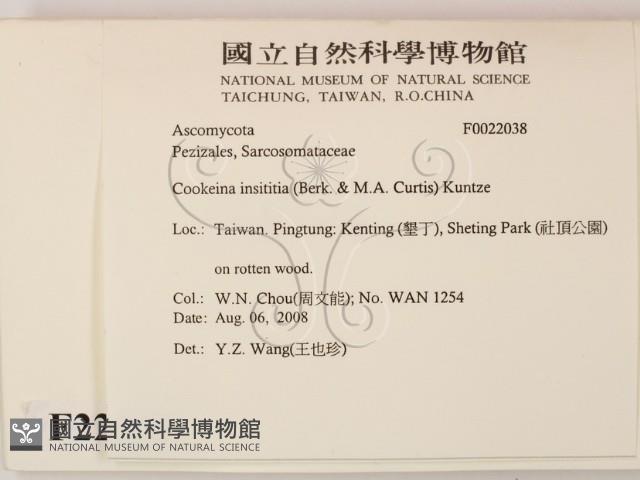 國立自然科學博物館
NATIONAL MUSEUM OF NATURAL SCIENCE
TAICHUNG, TAIWAN, R.O.CHINA
Ascomycota F0022038
Pezizales, Sarcosomataceae
Cookeina insititia (Berk. & M.A. Curtis) Kuntze
Loc.: Taiwan. Pingtung: Kenting (墾丁), Sheting Park (社頂公園)
on rotten wood.
Col.: W.N. Chou(周文能); No. WAN 1254
Date: Aug. 06, 2008
Det.: Y.Z. Wang(王也珍)
F22
國立自然科學博物館
NATIONAL MUSEUM OF NATURAL SCIENCE